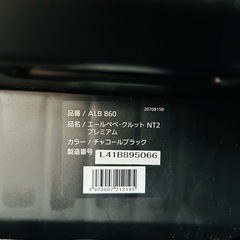 品番 / ALB 860
2070815B
品名 / エールベベ・クルット NT2
プレミアム
カラー / チャコールブラック
製造番号
L41B895066
4973007212195